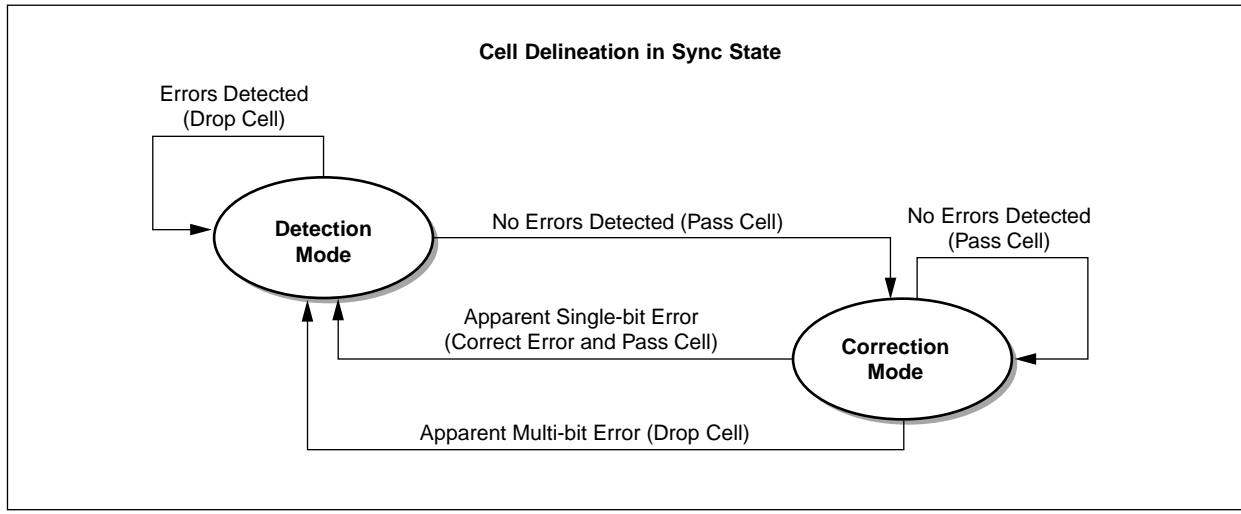 Cell Delineation in Sync State
Errors Detected
(Drop Cell)
Detection
Mode
No Errors Detected (Pass Cell)
No Errors Detected
(Pass Cell)
Apparent Single-bit Error
(Correct Error and Pass Cell)
Correction
Mode
Apparent Multi-bit Error (Drop Cell)